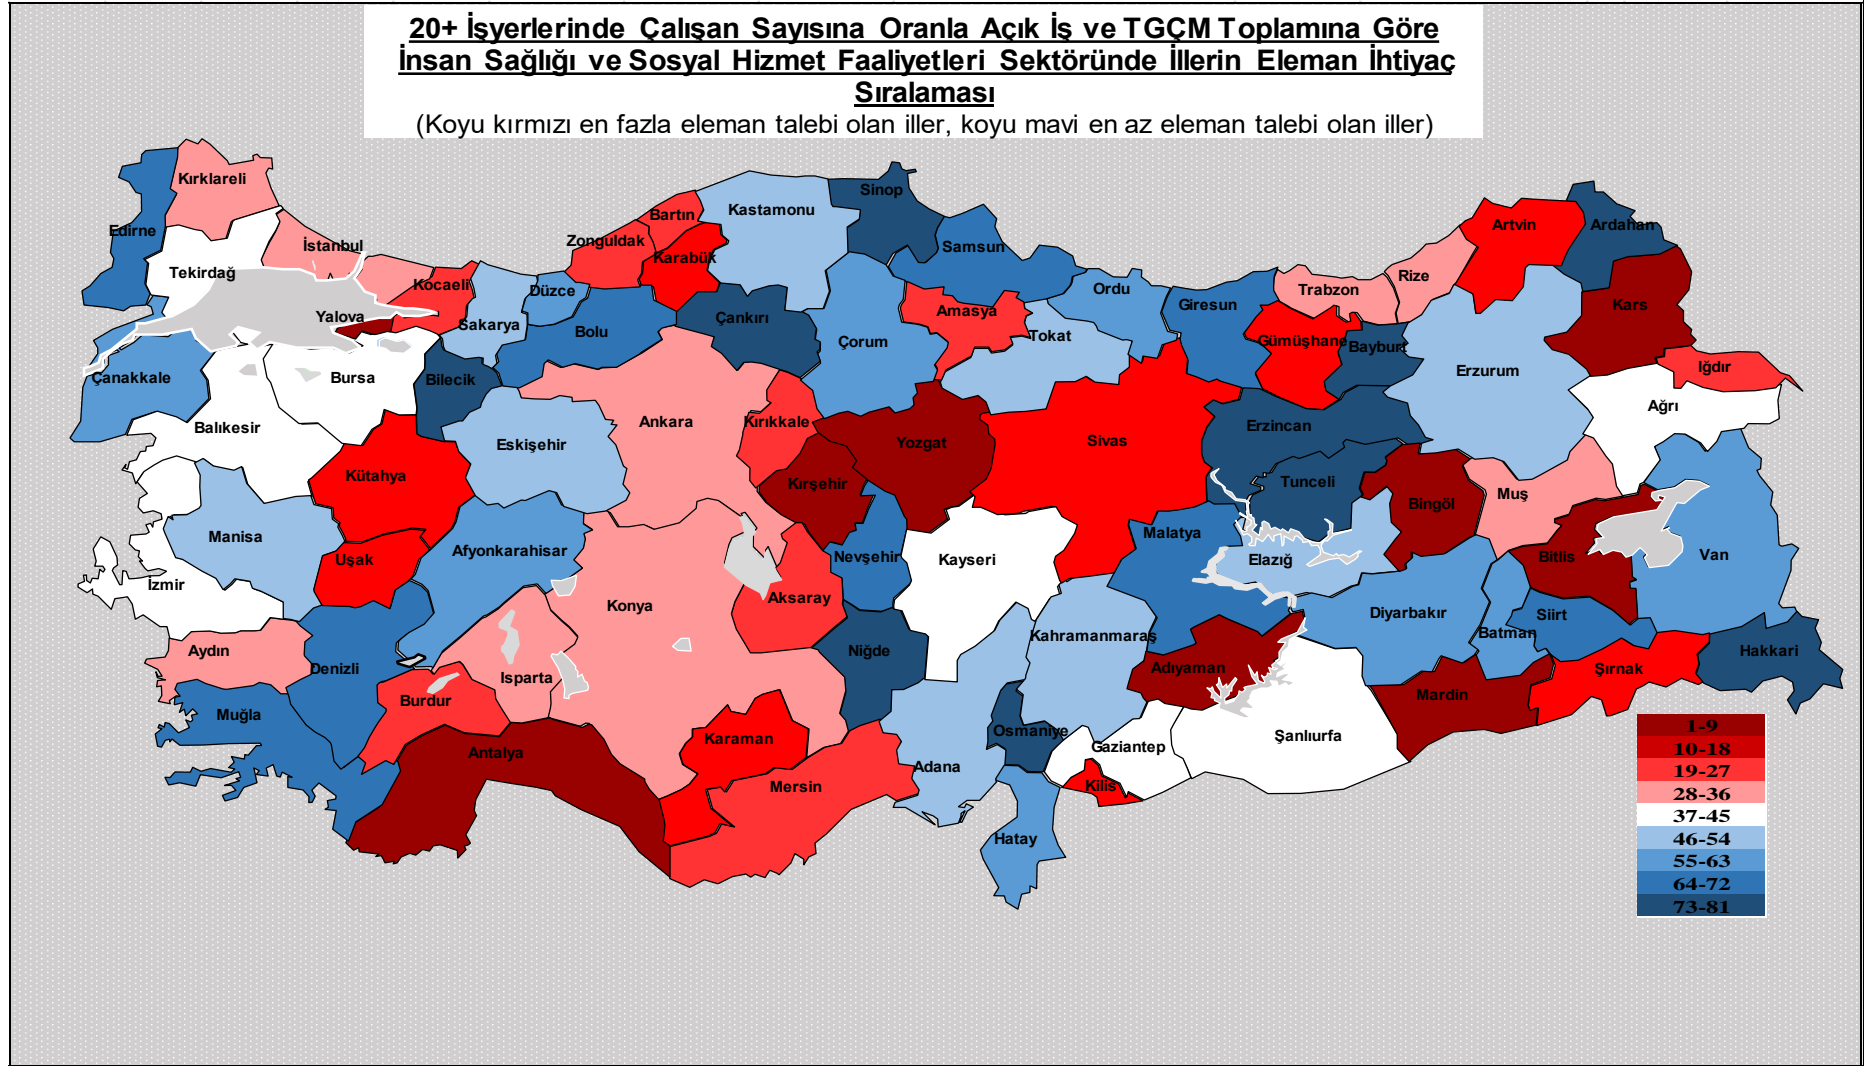 20+ İşyerlerinde Çalışan Sayısına Oranla Açık İş ve TGÇM Toplamına Göre
İnsan Sağlığı ve Sosyal Hizmet Faaliyetleri Sektöründe İllerin Eleman İhtiyaç
Sıralaması
(Koyu kırmızı en fazla eleman talebi olan iller, koyu mavi en az eleman talebi olan iller)
Kırklareli
Edirne
İstanbul
Tekirdağ
Yalova
Kocaeli
Sakarya
Düzce
Bolu
Zonguldak
Bartın
Karabük
Kastamonu
Sinop
Samsun
Çankırı
Çorum
Amasya
Tokat
Ordu
Giresun
Trabzon
Rize
Artvin
Ardahan
Kars
Gümüşhane
Bayburt
Erzurum
Iğdır
Ağrı
Çanakkale
Bursa
Bilecik
Balıkesir
Eskişehir
Ankara
Kırıkkale
Yozgat
Sivas
Erzincan
Tunceli
Bingöl
Muş
Kütahya
Kırşehir
Manisa
Uşak
Afyonkarahisar
Nevşehir
Kayseri
Malatya
Elazığ
Bitlis
Van
İzmir
Konya
Aksaray
Kahramanmaraş
Diyarbakır
Batman
Siirt
Hakkari
Aydın
Denizli
Isparta
Niğde
Adıyaman
Şırnak
Mardin
Burdur
Muğla
Antalya
Karaman
Mersin
Adana
Osmaniye
Gaziantep
Şanlıurfa
Kilis
Hatay
1-9
10-18
19-27
28-36
37-45
46-54
55-63
64-72
73-81